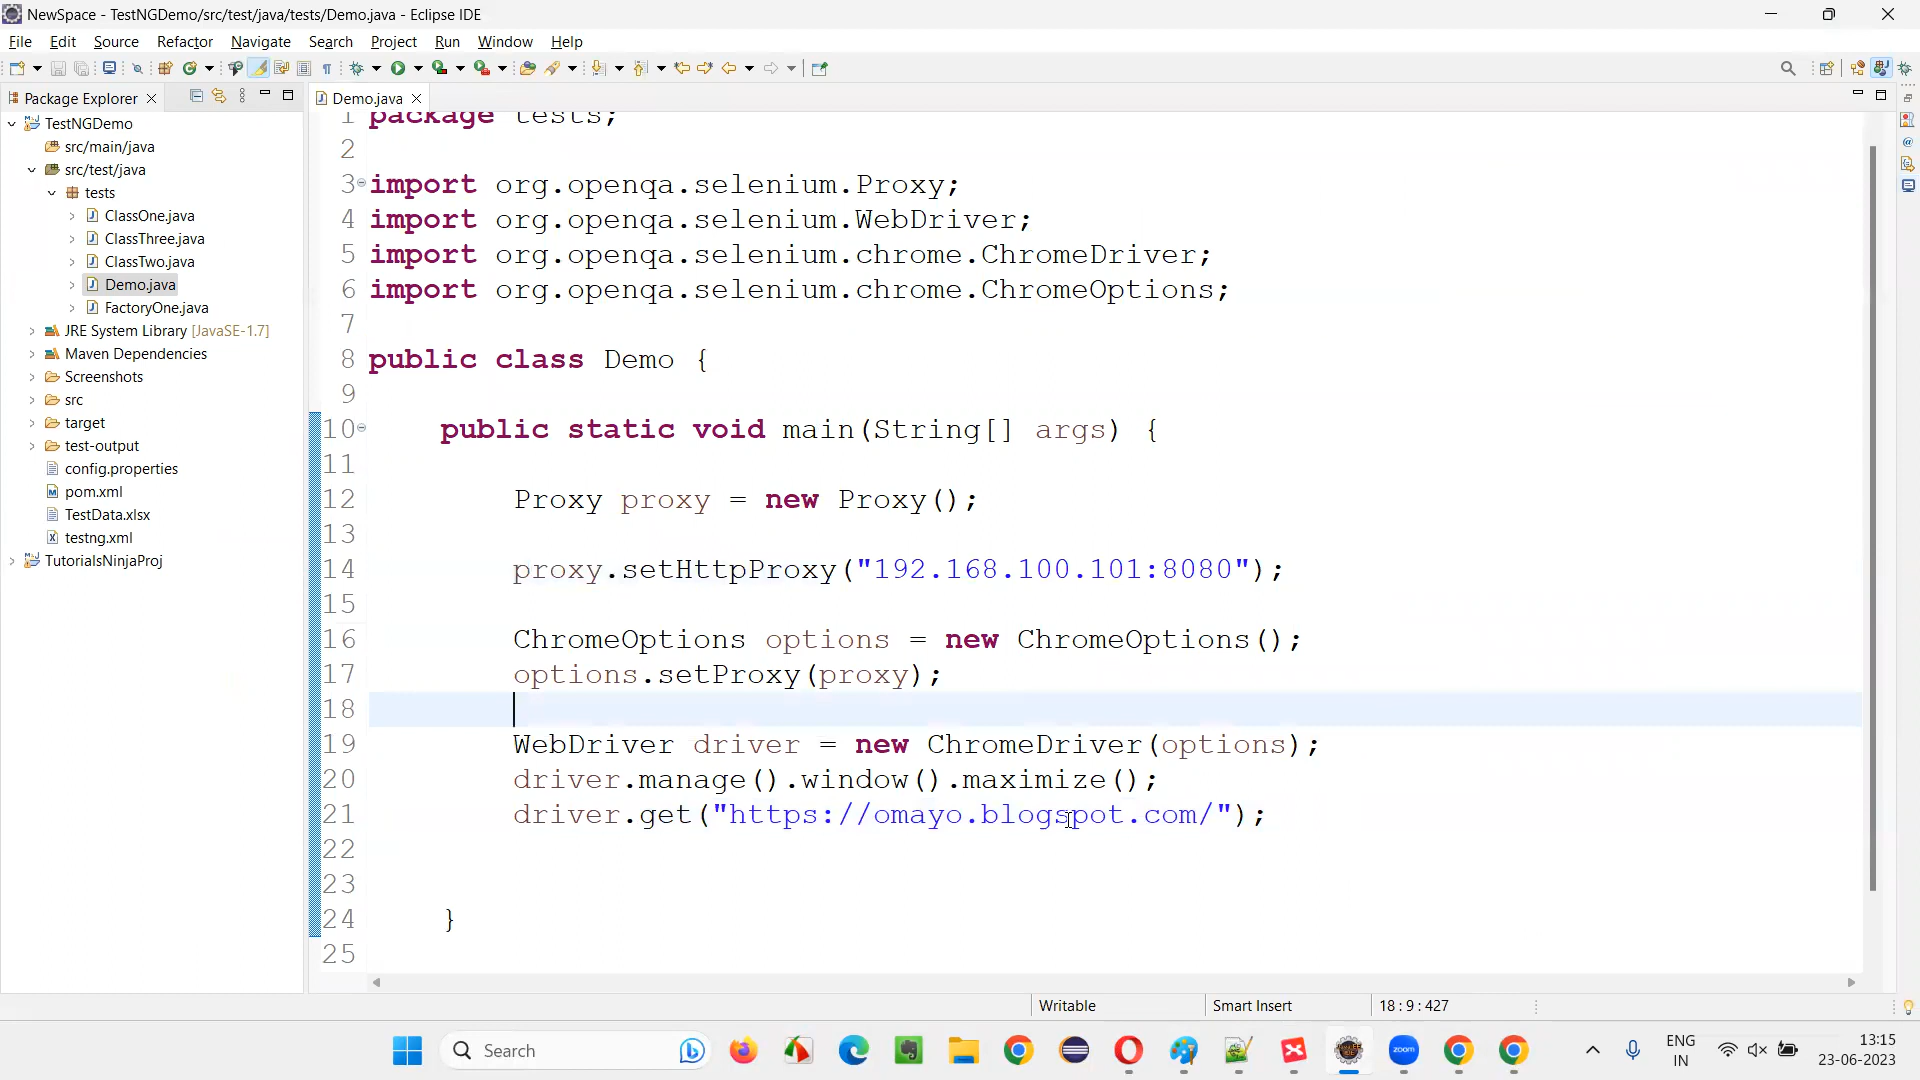 NewSpace - TestNGDemo/src/test/java/tests/Demo.java - Eclipse IDE
File Edit Source Refactor Navigate Search Project Run Window Help
Package Explorer
Demo.java
TestNGDemo
src/main/java
src/test/java
tests
ClassOne.java
ClassThree.java
ClassTwo.java
Demo.java
FactoryOne.java
JRE System Library [JavaSE-1.7]
Maven Dependencies
Screenshots
src
target
test-output
config.properties
pom.xml
TestData.xlsx
testng.xml
TutorialsNinjaProj
1 package tests;
2
3 import org.openqa.selenium.Proxy;
4 import org.openqa.selenium.WebDriver;
5 import org.openqa.selenium.chrome.ChromeDriver;
6 import org.openqa.selenium.chrome.ChromeOptions;
7
8 public class Demo {
9
10 public static void main(String[] args) {
11
12 Proxy proxy = new Proxy();
13
14 proxy.setHttpProxy("192.168.100.101:8080");
15
16 ChromeOptions options = new ChromeOptions();
17 options.setProxy(proxy);
18
19 WebDriver driver = new ChromeDriver(options);
20 driver.manage().window().maximize();
21 driver.get("https://omayo.blogspot.com/");
22
23
24 }
25
Writable Smart Insert 18 : 9 : 427
Search
zoom
ENG
IN
13:15
23-06-2023